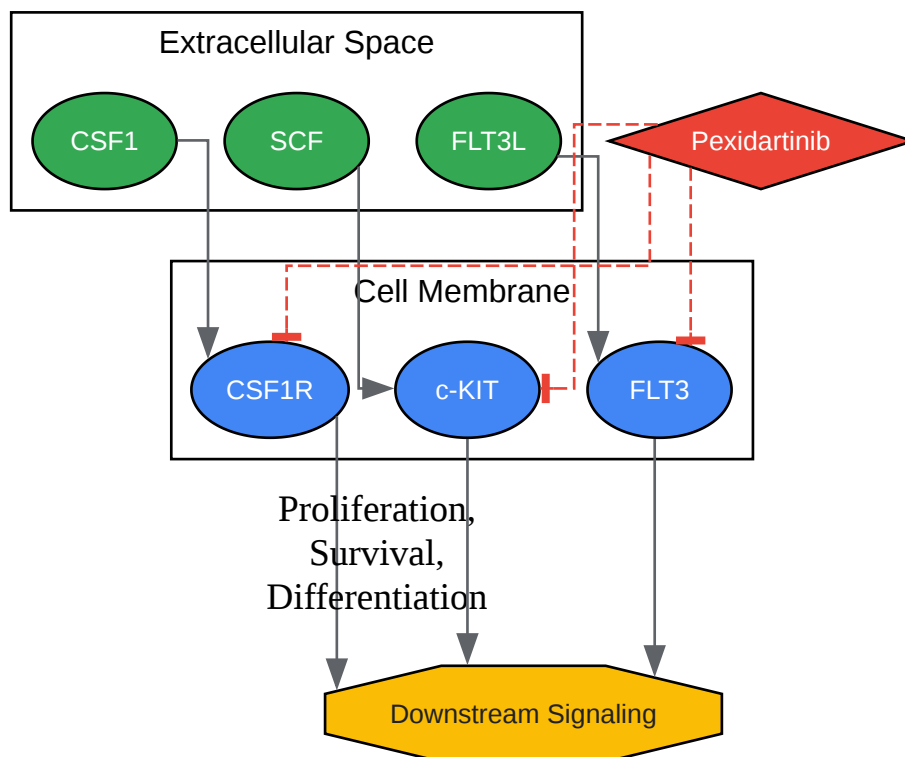 Extracellular Space
CSF1
SCF
FLT3L
Pexidartinib
Cell Membrane
CSF1R
c-KIT
FLT3
Proliferation,
Survival,
Differentiation
Downstream Signaling